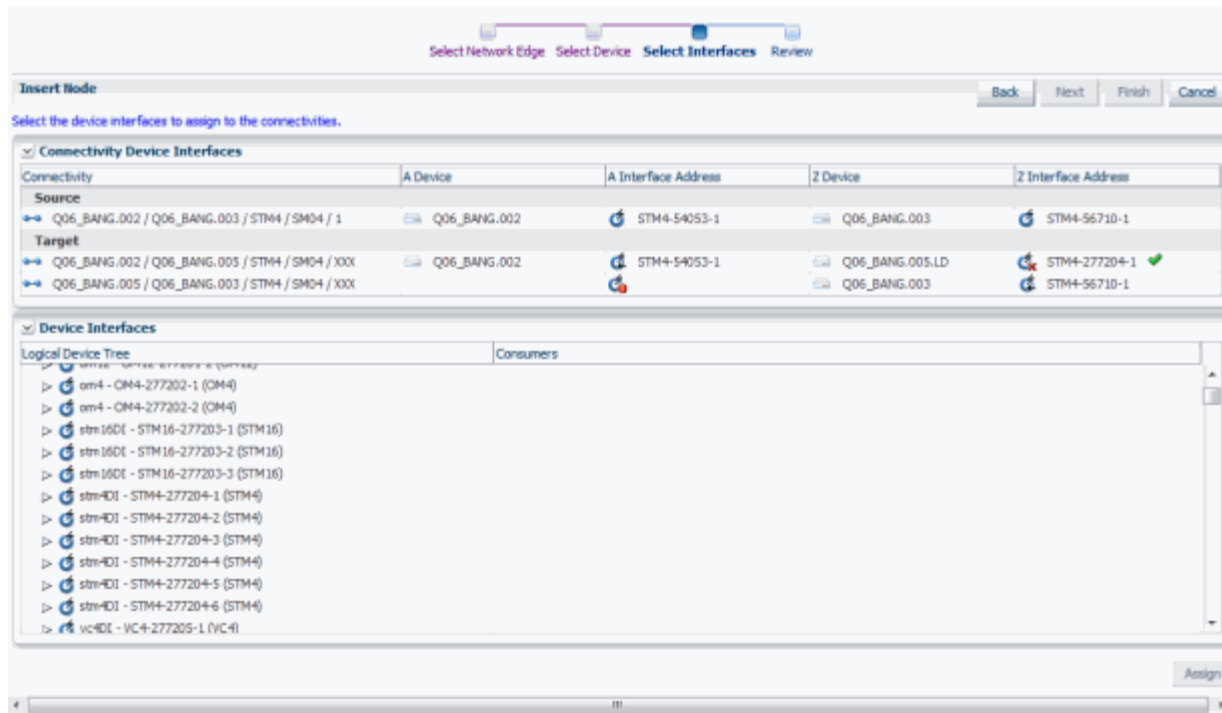 Select Network Edge Select Device Select Interfaces Review
Insert Node Back Next Finish Cancel
Select the device interfaces to assign to the connectivities.
Connectivity Device Interfaces
Connectivity A Device A Interface Address Z Device Z Interface Address
Source
Q06_BANG.002 / Q06_BANG.003 / STM4 / SM04 / 1 Q06_BANG.002 STM4-54053-1 Q06_BANG.003 STM4-56710-1
Target
Q06_BANG.002 / Q06_BANG.005 / STM4 / SM04 / XXX Q06_BANG.002 STM4-54053-1 Q06_BANG.005.LD STM4-277204-1
Q06_BANG.005 / Q06_BANG.003 / STM4 / SM04 / XXX Q06_BANG.003 STM4-56710-1
Device Interfaces
Logical Device Tree Consumers
om4 - OM4-277202-1 (OM4)
om4 - OM4-277202-2 (OM4)
stm16DI - STM16-277203-1 (STM16)
stm16DI - STM16-277203-2 (STM16)
stm16DI - STM16-277203-3 (STM16)
stm4DI - STM4-277204-1 (STM4)
stm4DI - STM4-277204-2 (STM4)
stm4DI - STM4-277204-3 (STM4)
stm4DI - STM4-277204-4 (STM4)
stm4DI - STM4-277204-5 (STM4)
stm4DI - STM4-277204-6 (STM4)
vc4DI - VC4-277205-1 (VC4)
Assign